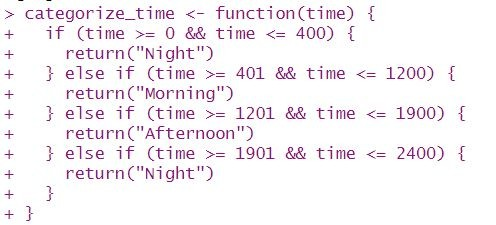 > categorize_time <- function(time) {
+   if (time >= 0 && time <= 400) {
+     return("Night")
+   } else if (time >= 401 && time <= 1200) {
+     return("Morning")
+   } else if (time >= 1201 && time <= 1900) {
+     return("Afternoon")
+   } else if (time >= 1901 && time <= 2400) {
+     return("Night")
+   }
+ }